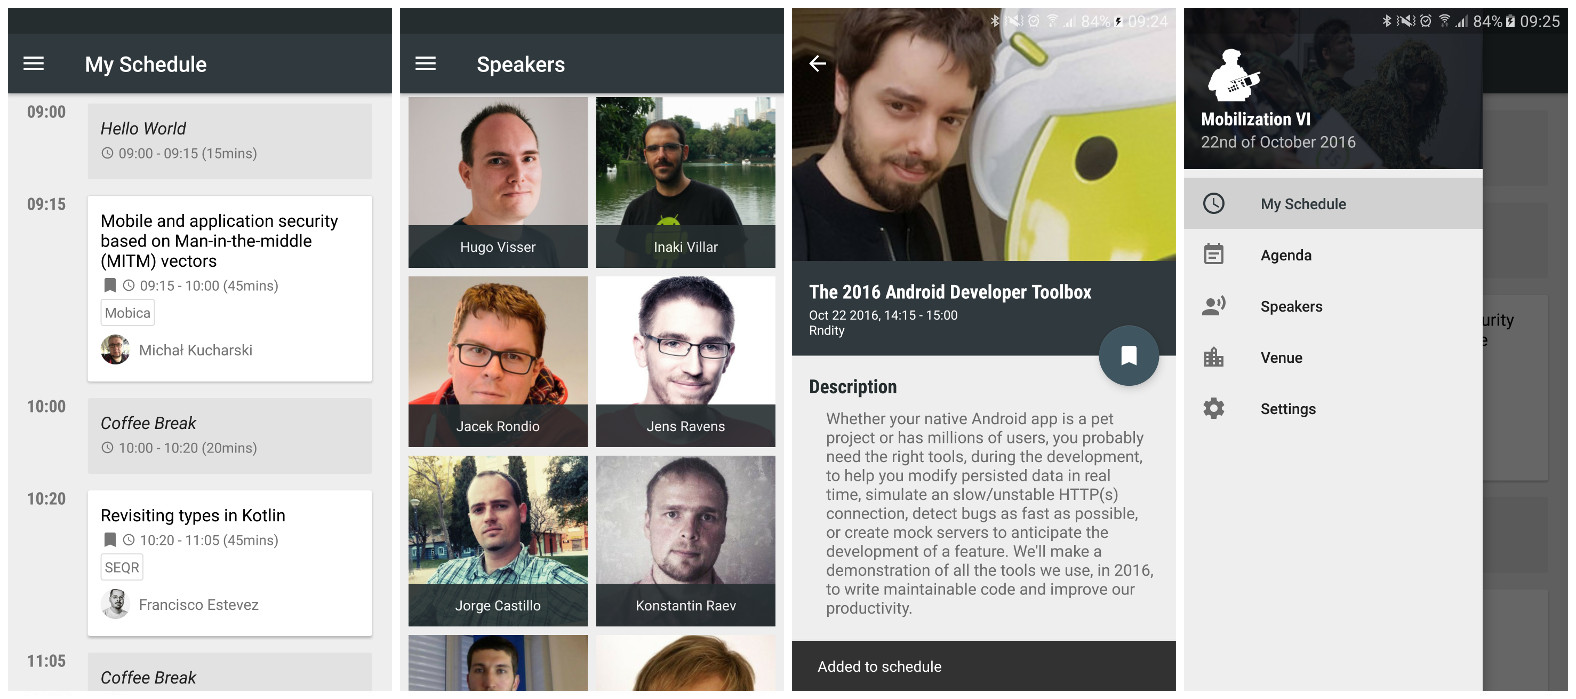 My Schedule
09:00
Hello World
09:00 - 09:15 (15mins)
09:15
Mobile and application security
based on Man-in-the-middle
(MITM) vectors
09:15 - 10:00 (45mins)
Mobica
Michał Kucharski
10:00
Coffee Break
10:00 - 10:20 (20mins)
10:20
Revisiting types in Kotlin
10:20 - 11:05 (45mins)
SEQR
Francisco Estevez
11:05
Coffee Break
Speakers
Hugo Visser
Inaki Villar
Jacek Rondio
Jens Ravens
Jorge Castillo
Konstantin Raev
84% 09:24
The 2016 Android Developer Toolbox
Oct 22 2016, 14:15 - 15:00
Rndity
Description
Whether your native Android app is a pet
project or has millions of users, you probably
need the right tools, during the development,
to help you modify persisted data in real
time, simulate an slow/unstable HTTP(s)
connection, detect bugs as fast as possible,
or create mock servers to anticipate the
development of a feature. We'll make a
demonstration of all the tools we use, in 2016,
to write maintainable code and improve our
productivity.
Added to schedule
84% 09:25
Mobilization VI
22nd of October 2016
My Schedule
Agenda
Speakers
Venue
Settings
urity
e